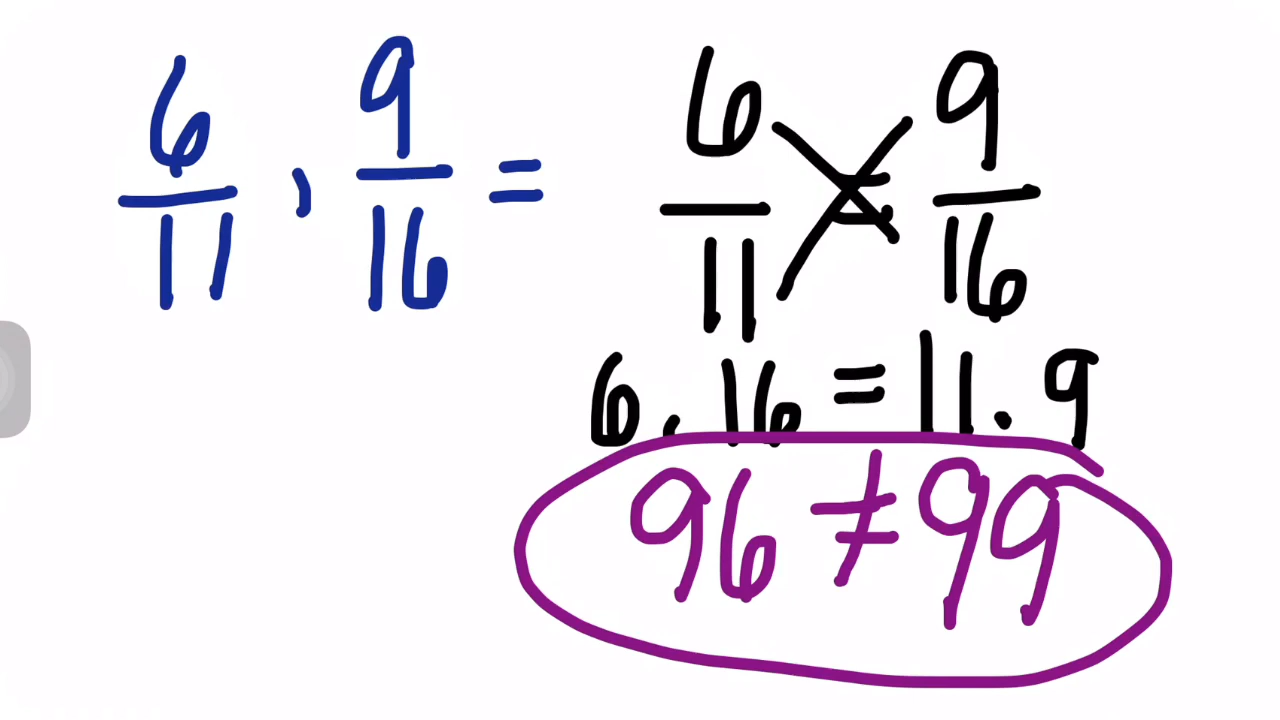 6/11 , 9/16 =
6/11 = 9/16
6 . 16 = 11 . 9
96 ≠ 99